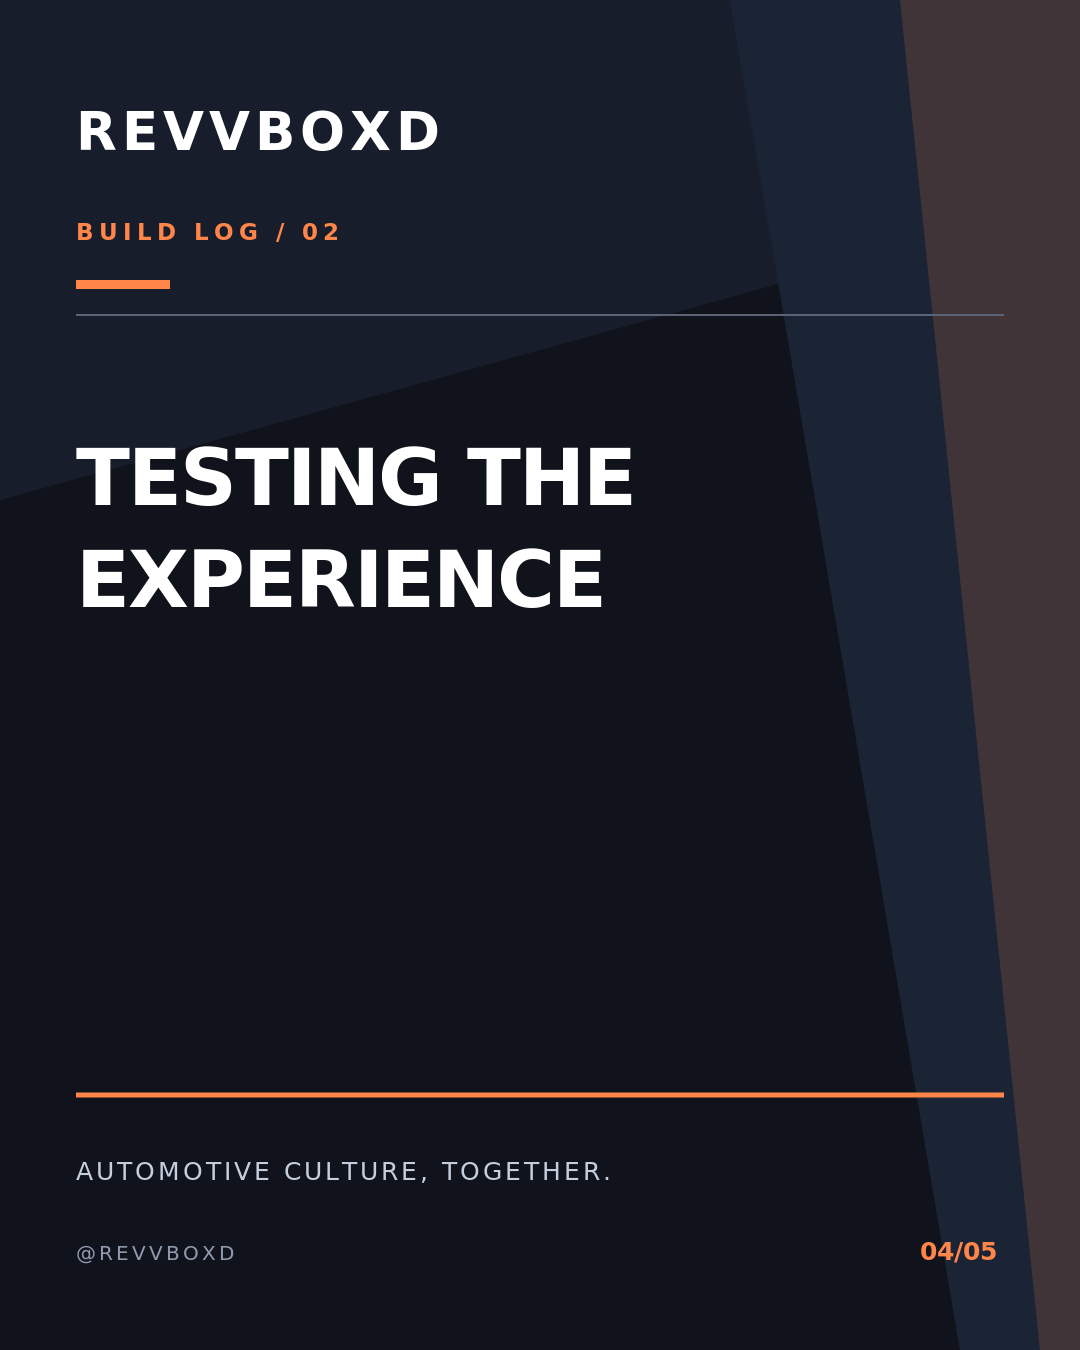 REVVBOXD
BUILD LOG / 02
TESTING THE
EXPERIENCE
AUTOMOTIVE CULTURE, TOGETHER.
@REVVBOXD
04/05